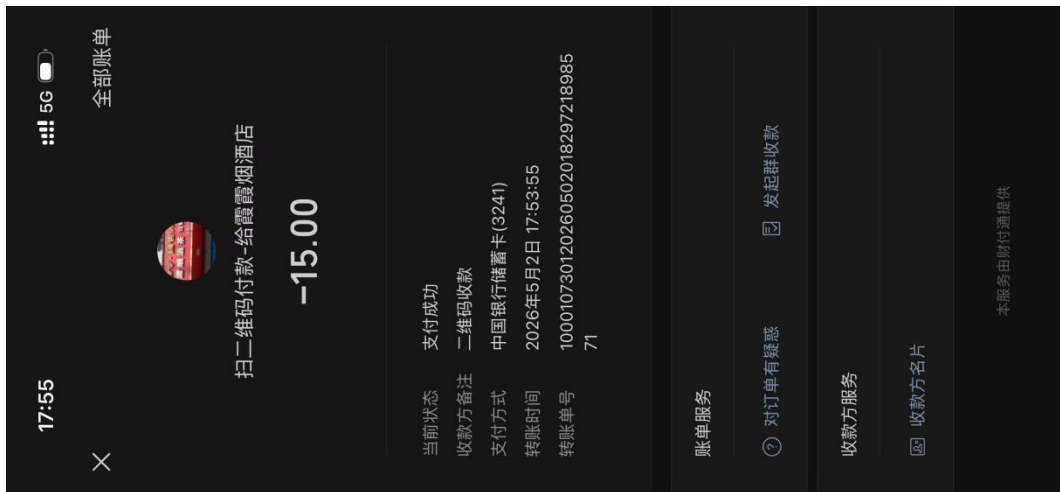 17:55
5G
全部账单
扫二维码付款-给霞霞烟酒店
-15.00
当前状态 支付成功
收款方备注 二维码收款
支付方式 中国银行储蓄卡(3241)
转账时间 2026年5月2日 17:53:55
转账单号 10001073012026050201829721898​5
71
账单服务
对订单有疑惑 发起群收款
收款方服务
收款方名片
本服务由财付通提供